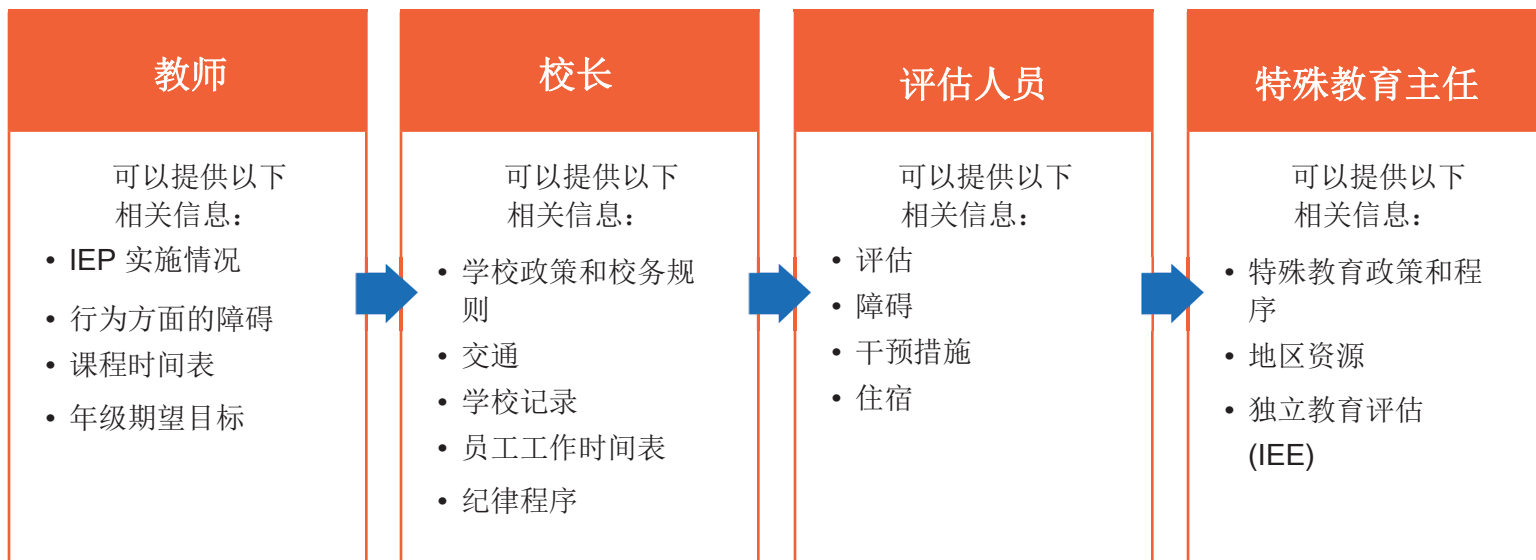 教师
可以提供以下
相关信息：
• IEP 实施情况
• 行为方面的障碍
• 课程时间表
• 年级期望目标
校长
可以提供以下
相关信息：
• 学校政策和校务规
则
• 交通
• 学校记录
• 员工工作时间表
• 纪律程序
评估人员
可以提供以下
相关信息：
• 评估
• 障碍
• 干预措施
• 住宿
特殊教育主任
可以提供以下
相关信息：
• 特殊教育政策和程
序
• 地区资源
• 独立教育评估
(IEE)